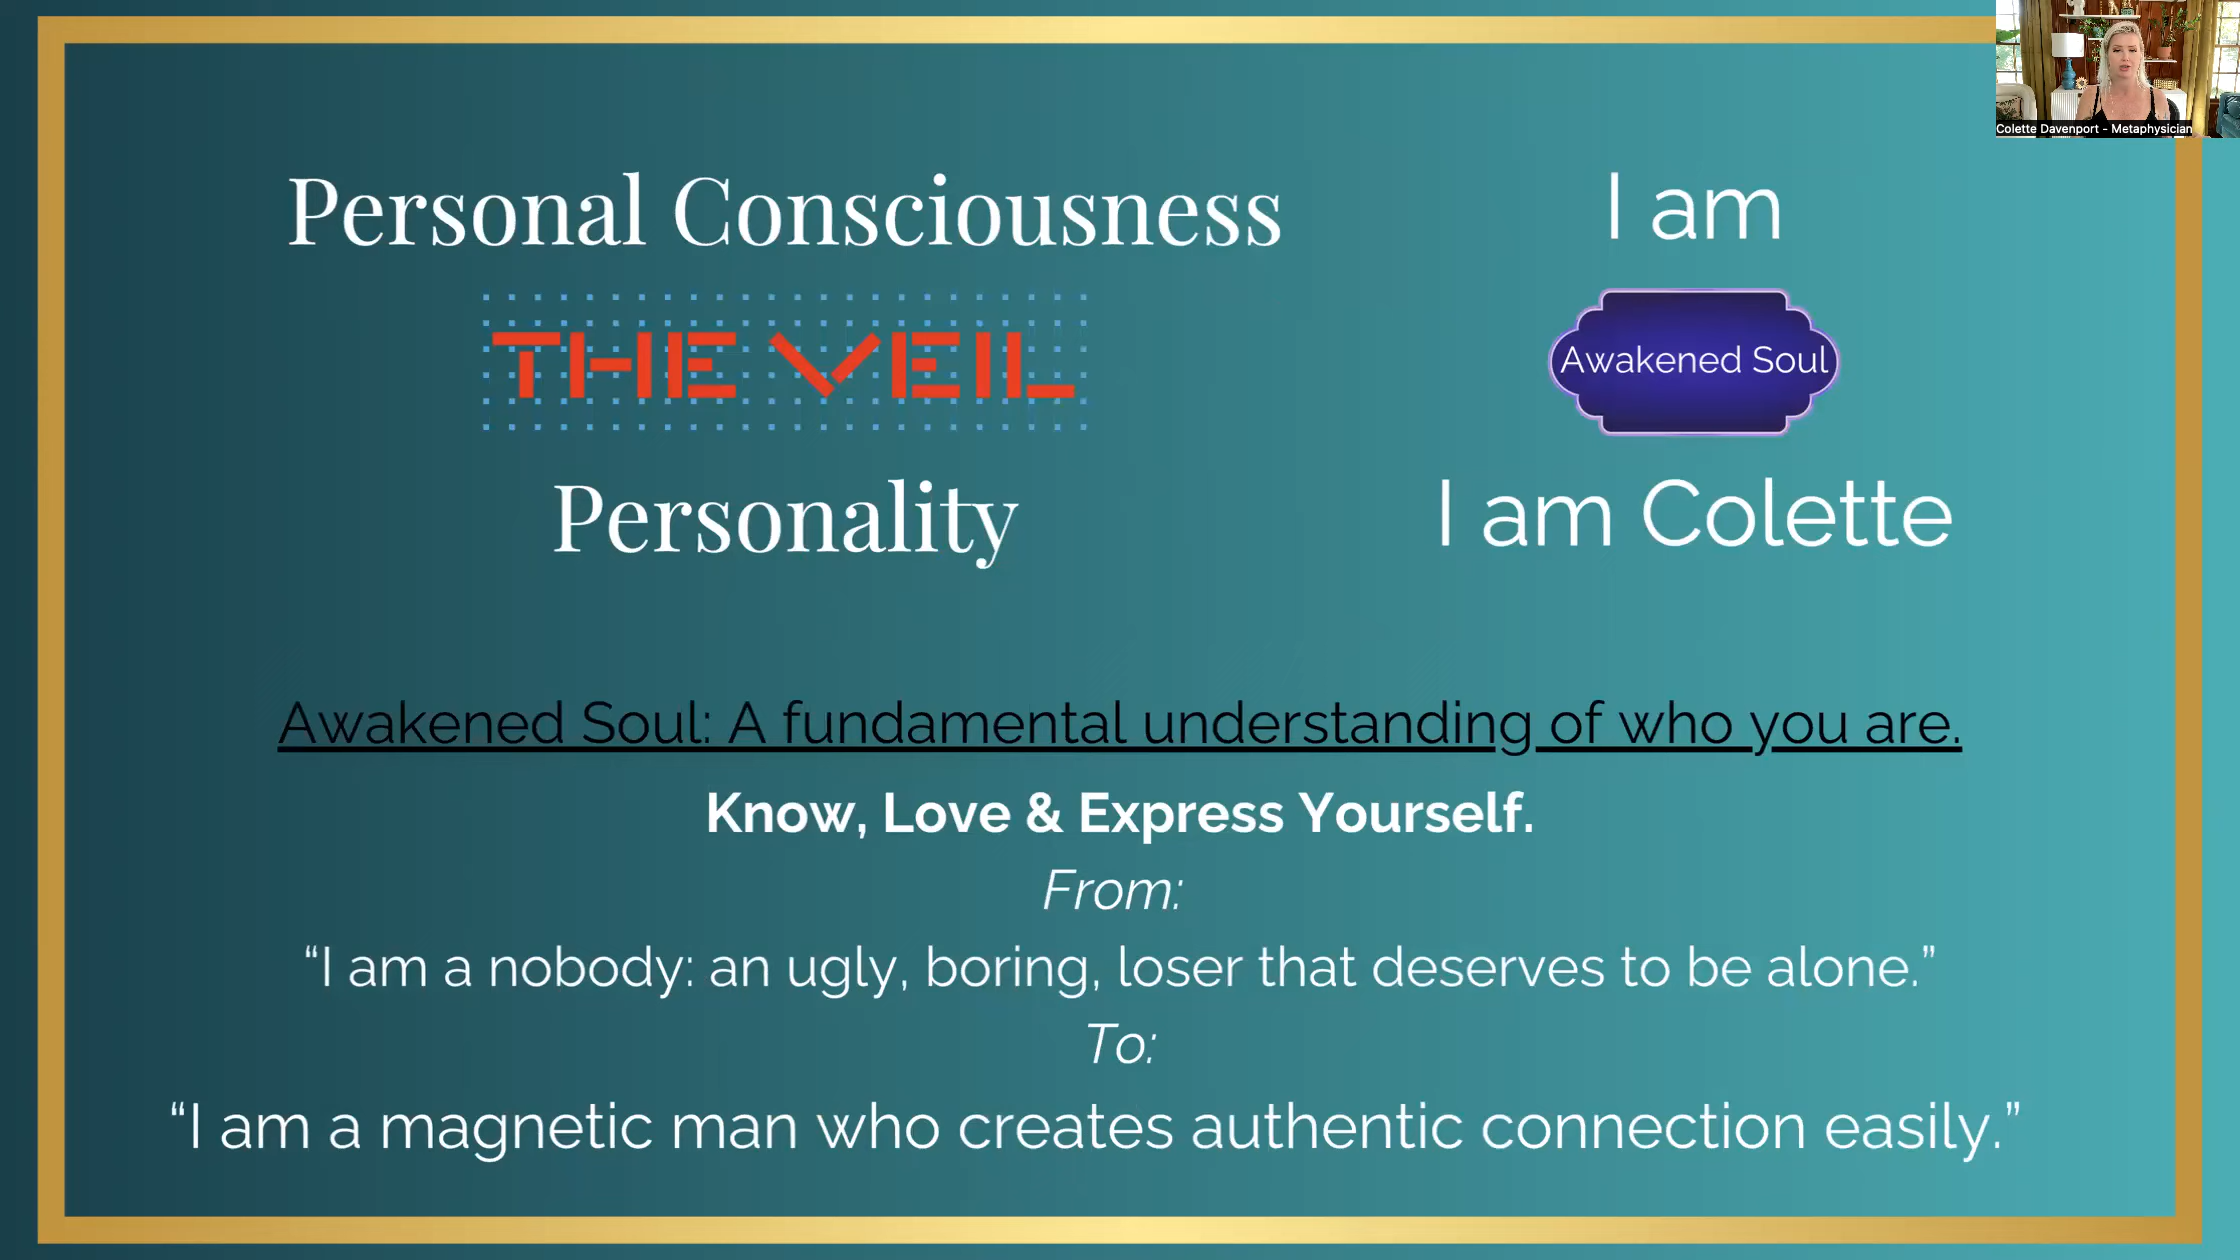 Colette Davenport - Metaphysician
Personal Consciousness
I am
THE VEIL
Awakened Soul
Personality
I am Colette
Awakened Soul: A fundamental understanding of who you are.
Know, Love & Express Yourself.
From:
“I am a nobody: an ugly, boring, loser that deserves to be alone.”
To:
“I am a magnetic man who creates authentic connection easily.”